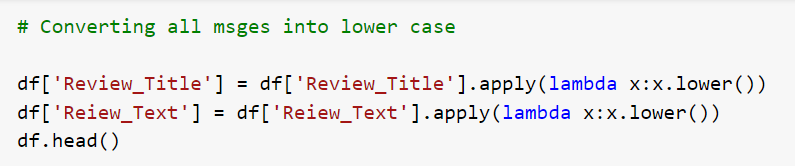 # Converting all msges into lower case
df['Review_Title'] = df['Review_Title'].apply(lambda x:x.lower())
df['Reiew_Text'] = df['Reiew_Text'].apply(lambda x:x.lower())
df.head()